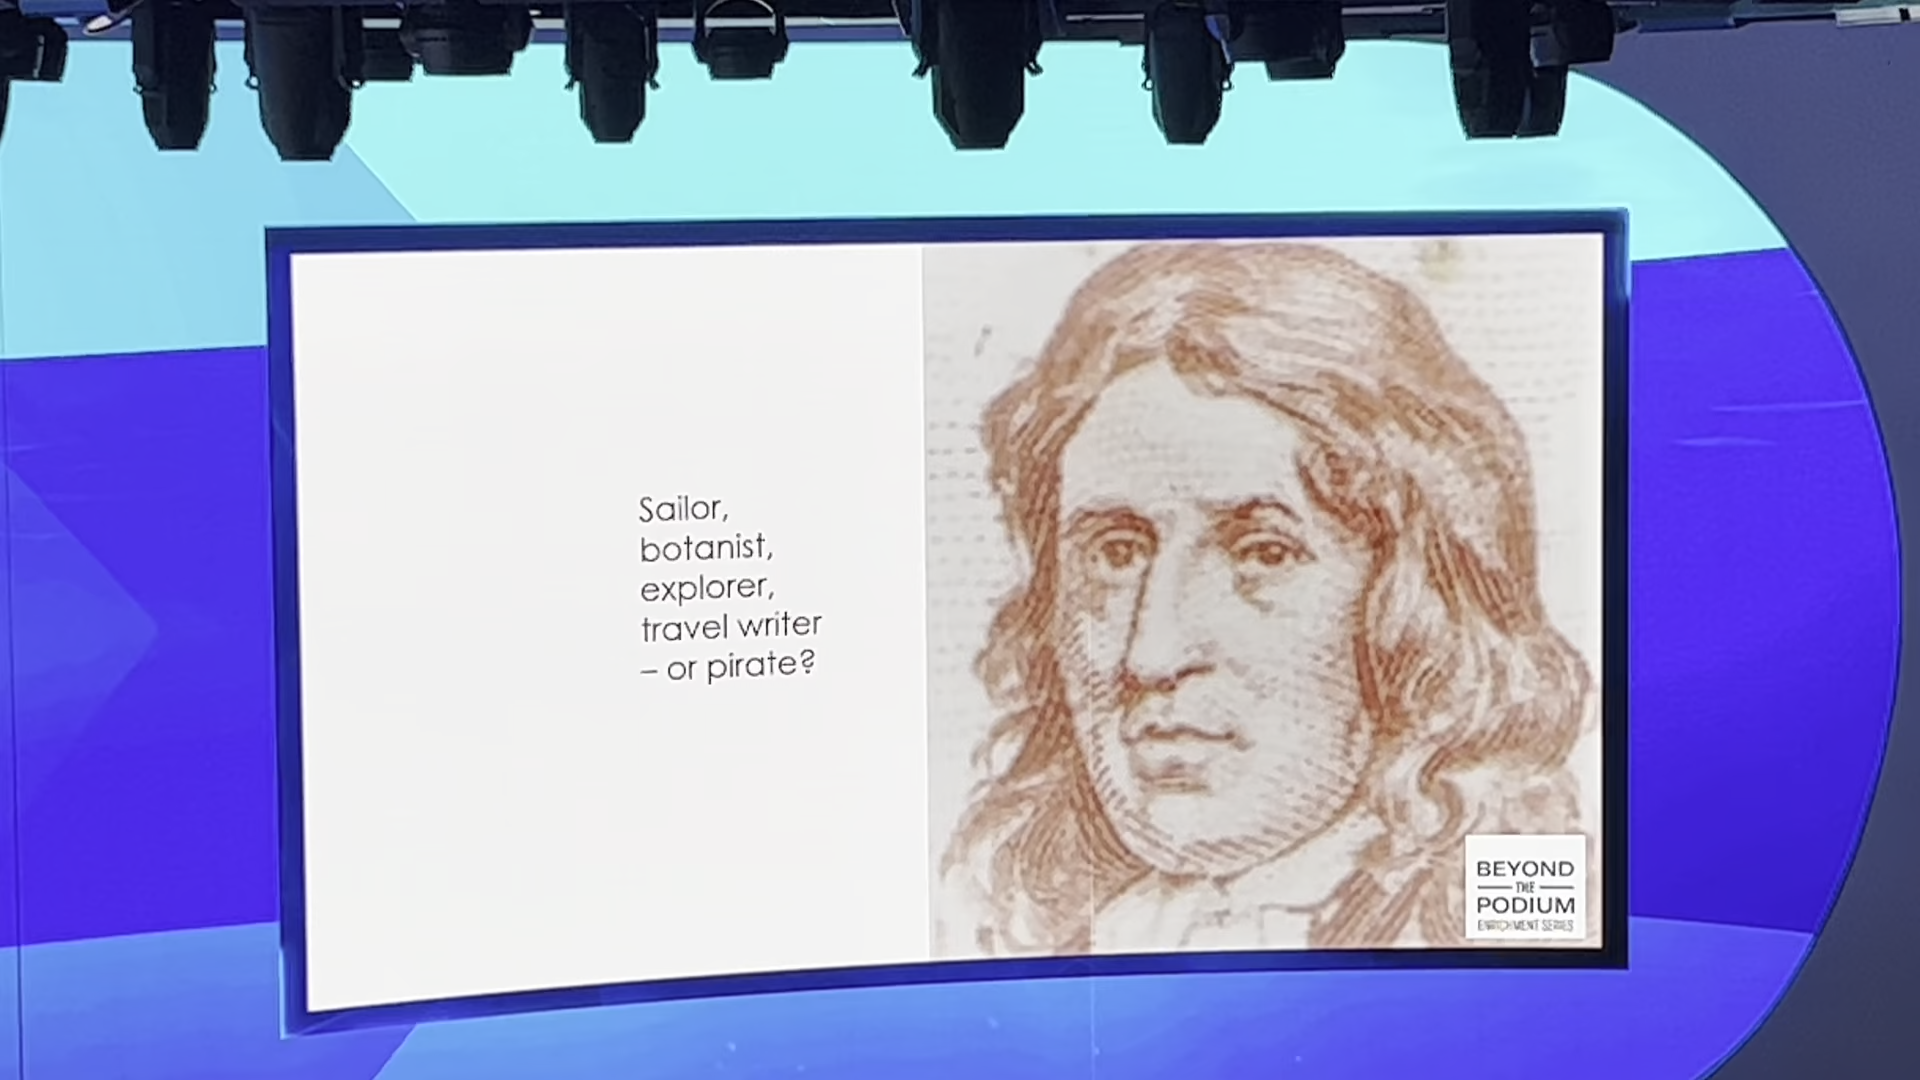 Sailor,
botanist,
explorer,
travel writer
– or pirate?
BEYOND
THE
PODIUM
ENRICHMENT SERIES